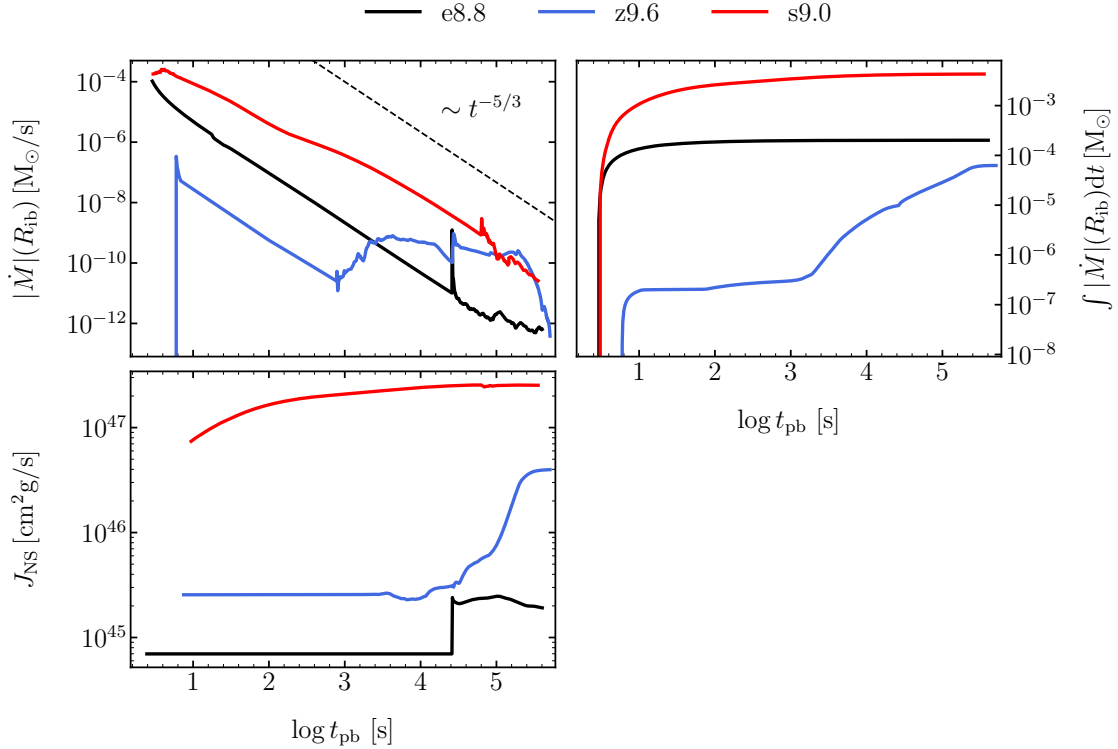 e8.8 z9.6 s9.0
|Ṁ|(R_ib) [M_⊙/s]
10^−4
10^−6
10^−8
10^−10
10^−12
∼ t^−5/3
10^−3
10^−4
10^−5
10^−6
10^−7
10^−8
∫ |Ṁ|(R_ib)dt [M_⊙]
1 2 3 4 5
log t_pb [s]
J_NS [cm²g/s]
10^47
10^46
10^45
1 2 3 4 5
log t_pb [s]